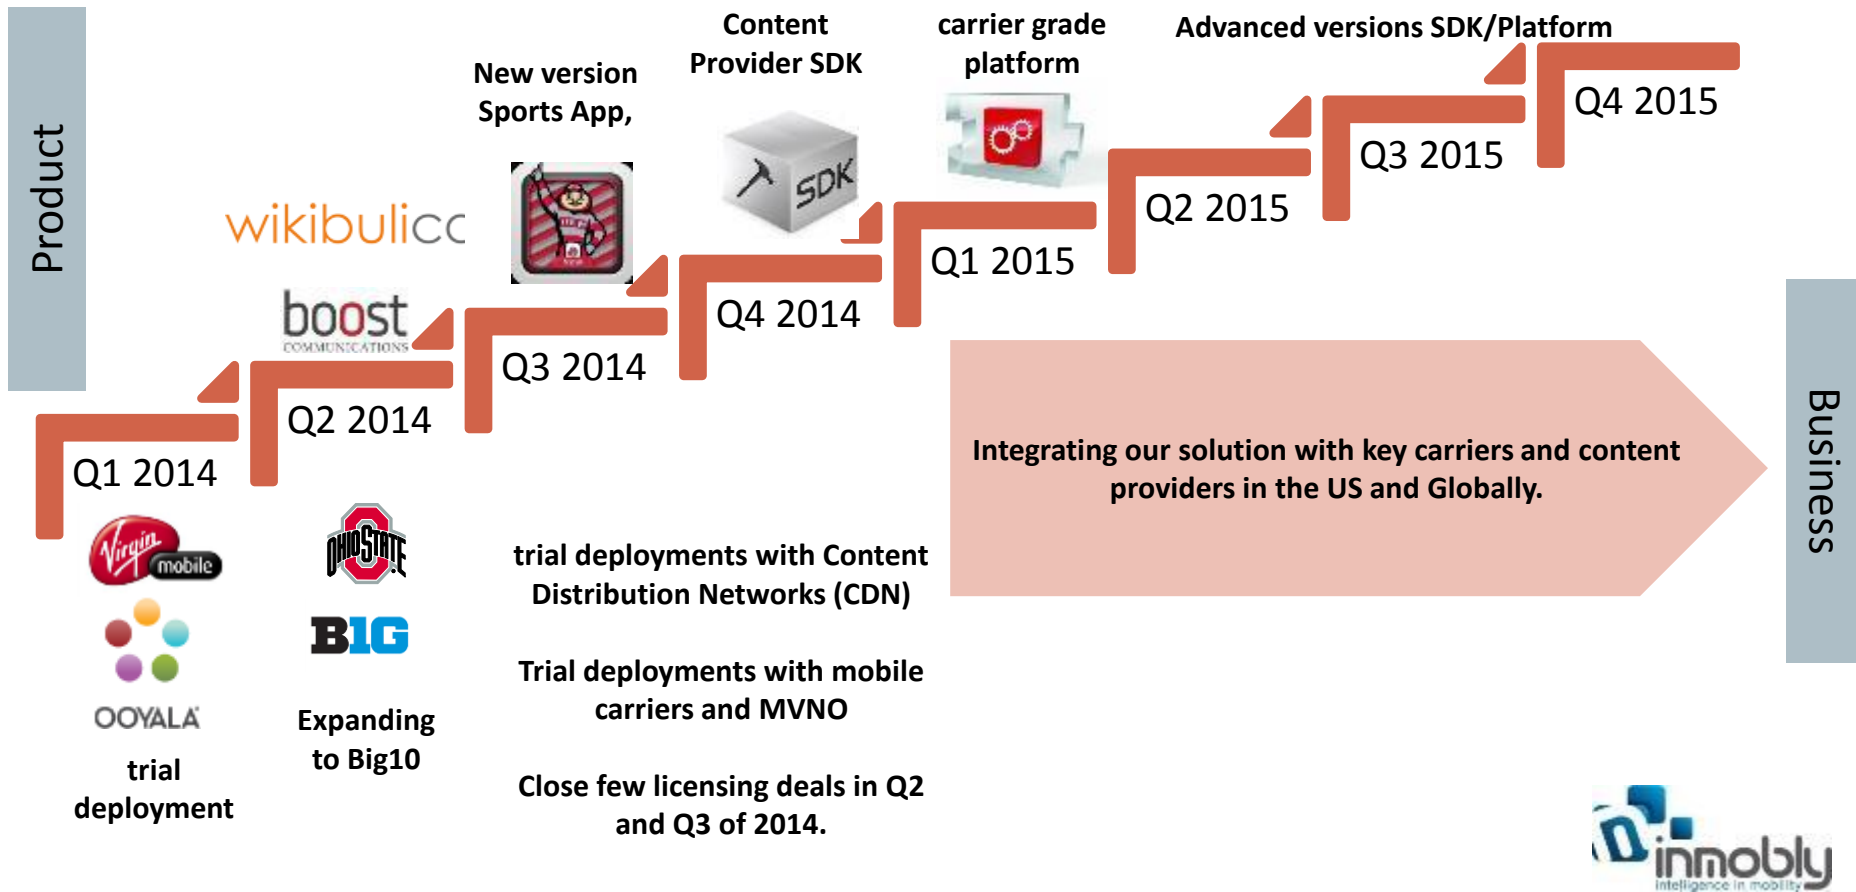 Product
New version
Sports App,
Content
Provider SDK
carrier grade
platform
Advanced versions SDK/Platform
SDK
wikibulicc
boost
COMMUNICATIONS
Q1 2014
Q2 2014
Q3 2014
Q4 2014
Q1 2015
Q2 2015
Q3 2015
Q4 2015
Business
Virgin
mobile
OOYALA
trial
deployment
OHIO STATE
B1G
Expanding
to Big10
trial deployments with Content
Distribution Networks (CDN)
Trial deployments with mobile
carriers and MVNO
Close few licensing deals in Q2
and Q3 of 2014.
Integrating our solution with key carriers and content
providers in the US and Globally.
inmobly
intelligence in mobility